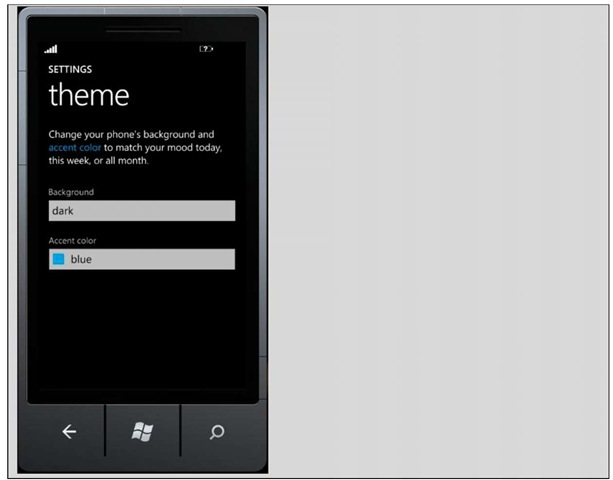 SETTINGS
theme
Change your phone's background and
accent color to match your mood today,
this week, or all month.
Background
dark
Accent color
blue